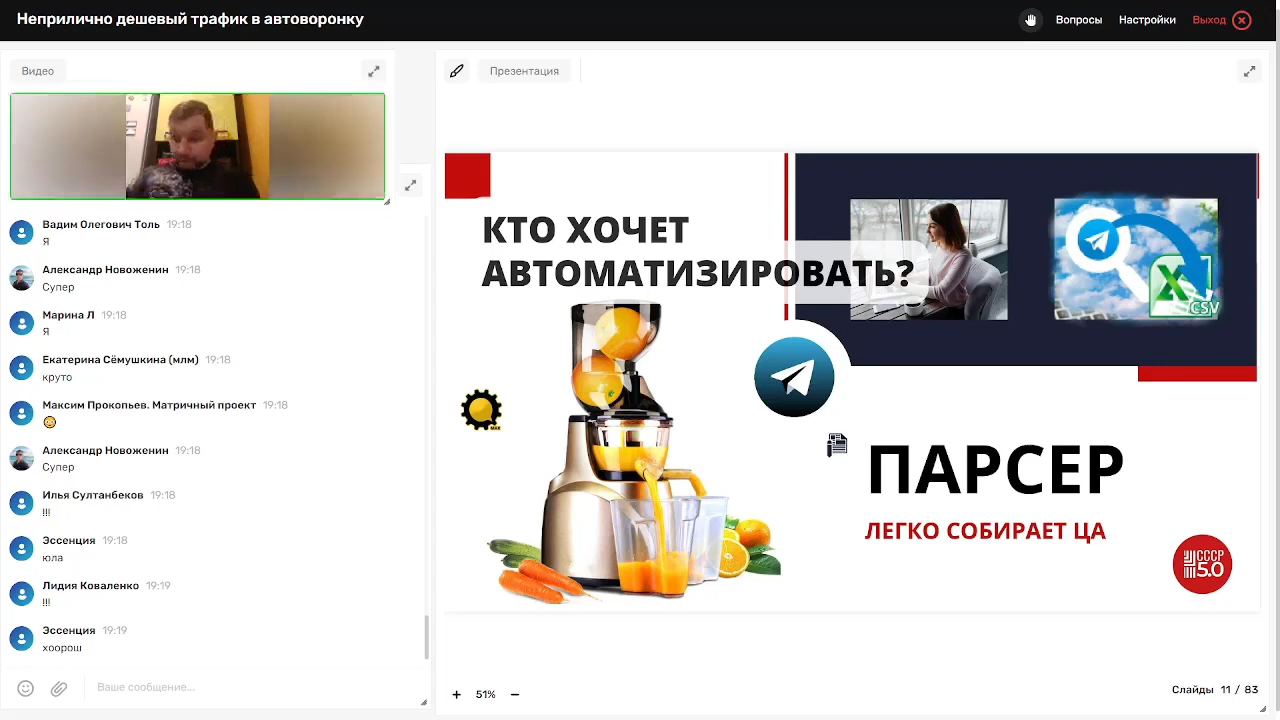 Неприлично дешевый трафик в автоворонку
Вопросы
Настройки
Выход
Видео
Вадим Олегович Толь 19:18
Я
Александр Новоженин 19:18
Супер
Марина Л 19:18
Я
Екатерина Сёмушкина (млм) 19:18
круто
Максим Прокопьев. Матричный проект 19:18
Александр Новоженин 19:18
Супер
Илья Султанбеков 19:18
!!!
Эссенция 19:18
юла
Лидия Коваленко 19:19
!!!
Эссенция 19:19
хоорош
Ваше сообщение...
Презентация
КТО ХОЧЕТ
АВТОМАТИЗИРОВАТЬ?
X
CSV
MAX
ПАРСЕР
ЛЕГКО СОБИРАЕТ ЦА
СССР
5.0
51%
Слайды 11 / 83